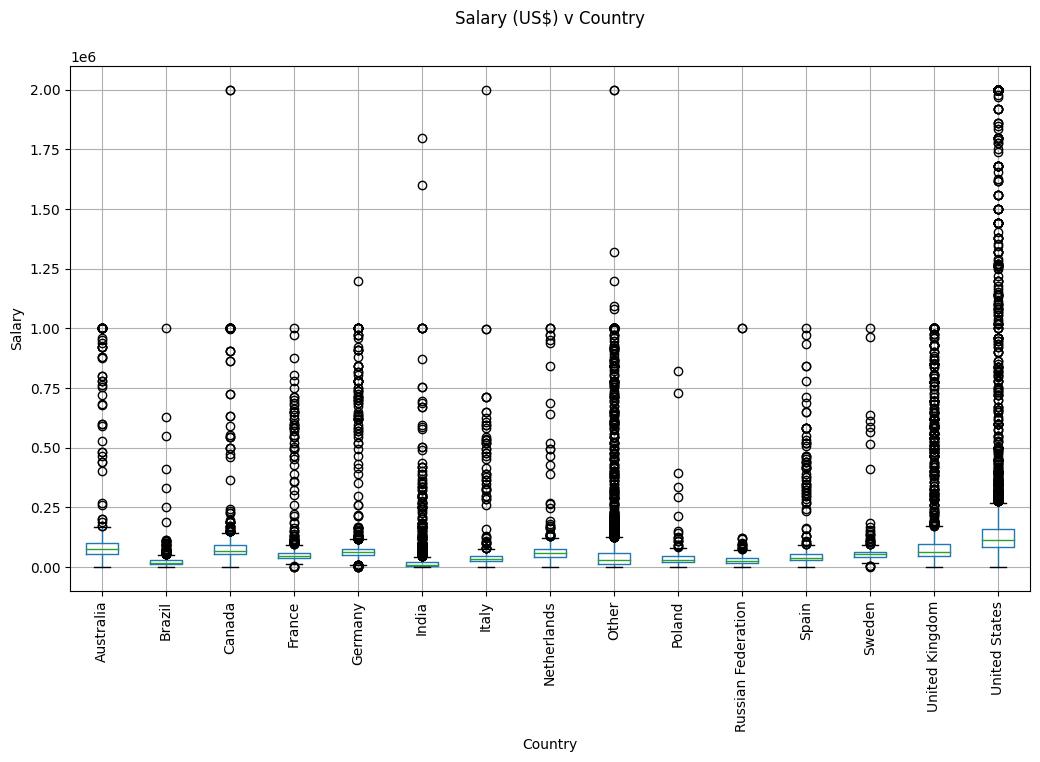 Salary (US$) v Country
1e6
2.00
1.75
1.50
1.25
1.00
0.75
0.50
0.25
0.00
Salary
Australia
Brazil
Canada
France
Germany
India
Italy
Netherlands
Other
Poland
Russian Federation
Spain
Sweden
United Kingdom
United States
Country